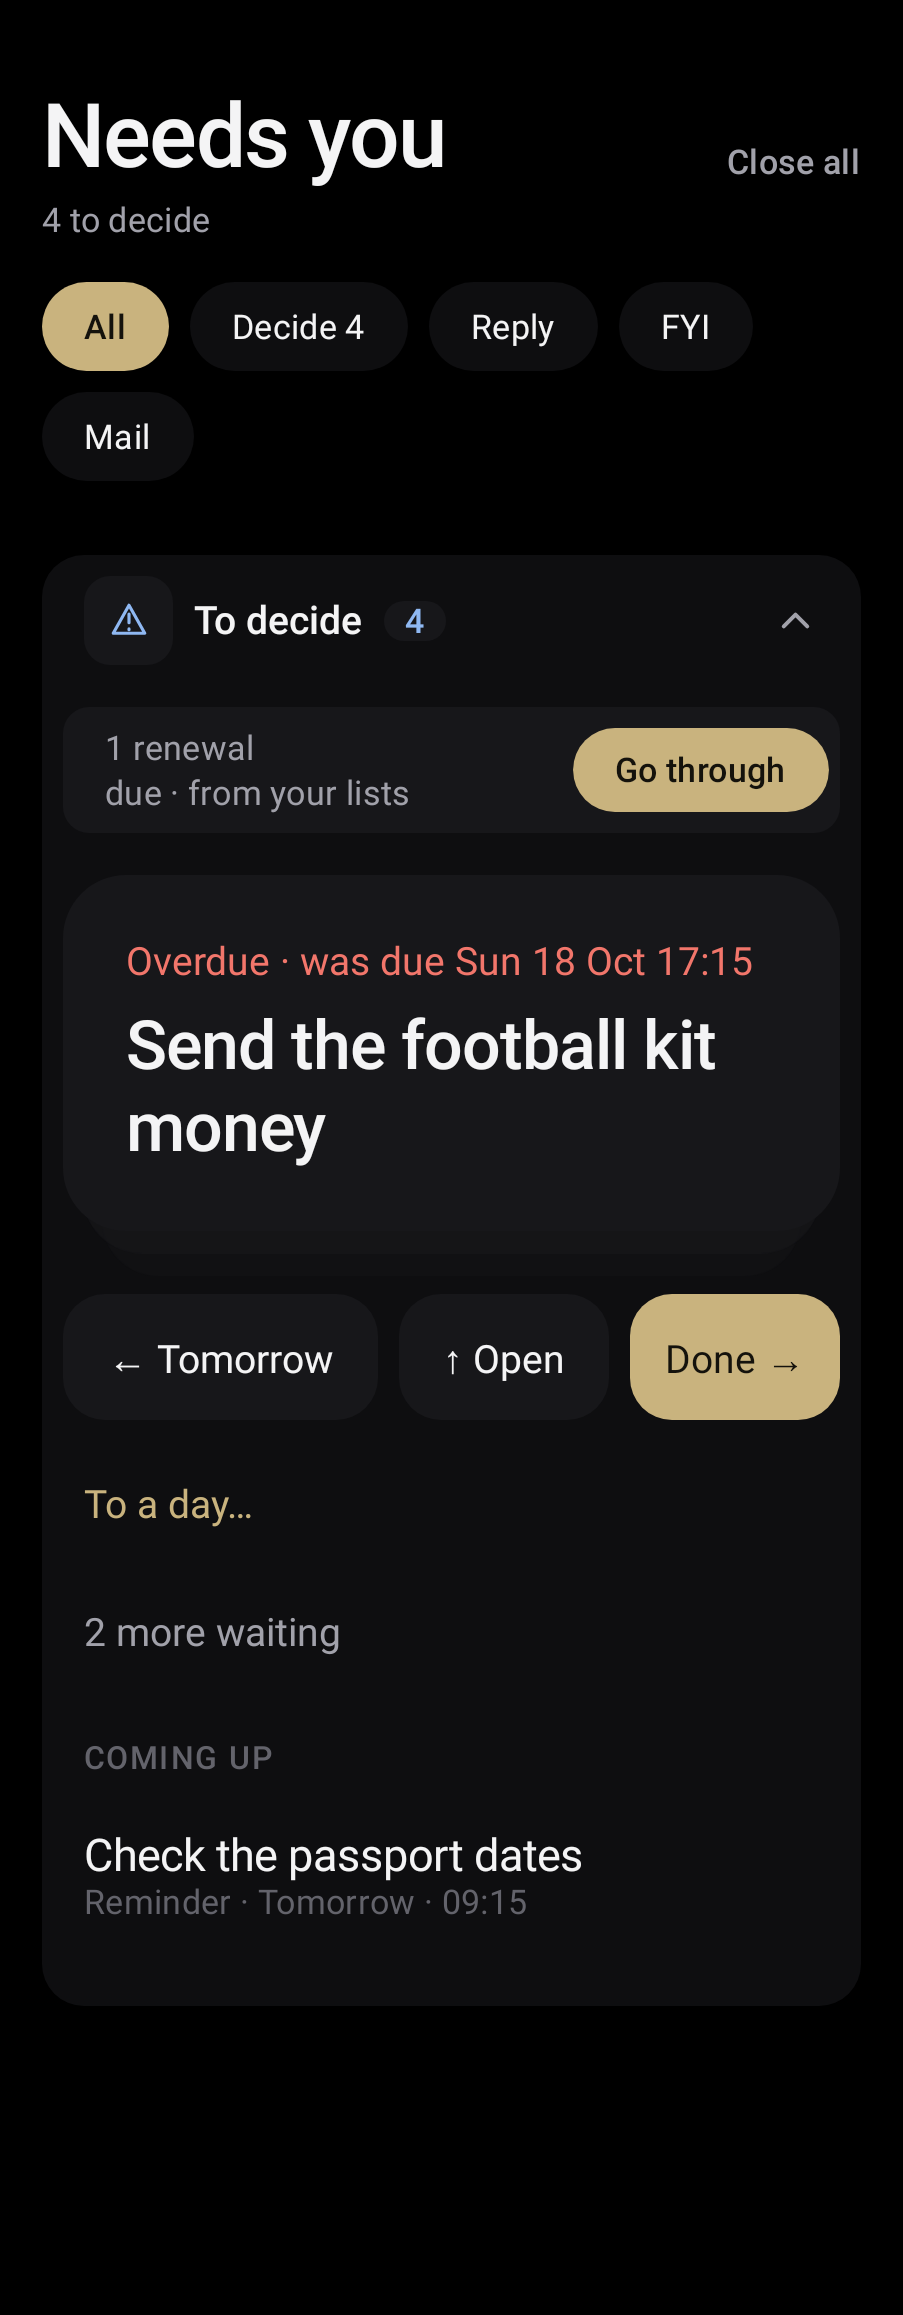 Needs you
Close all
4 to decide
All
Decide 4
Reply
FYI
Mail
To decide 4
1 renewal
due · from your lists
Go through
Overdue · was due Sun 18 Oct 17:15
Send the football kit
money
← Tomorrow
↑ Open
Done →
To a day...
2 more waiting
COMING UP
Check the passport dates
Reminder · Tomorrow · 09:15